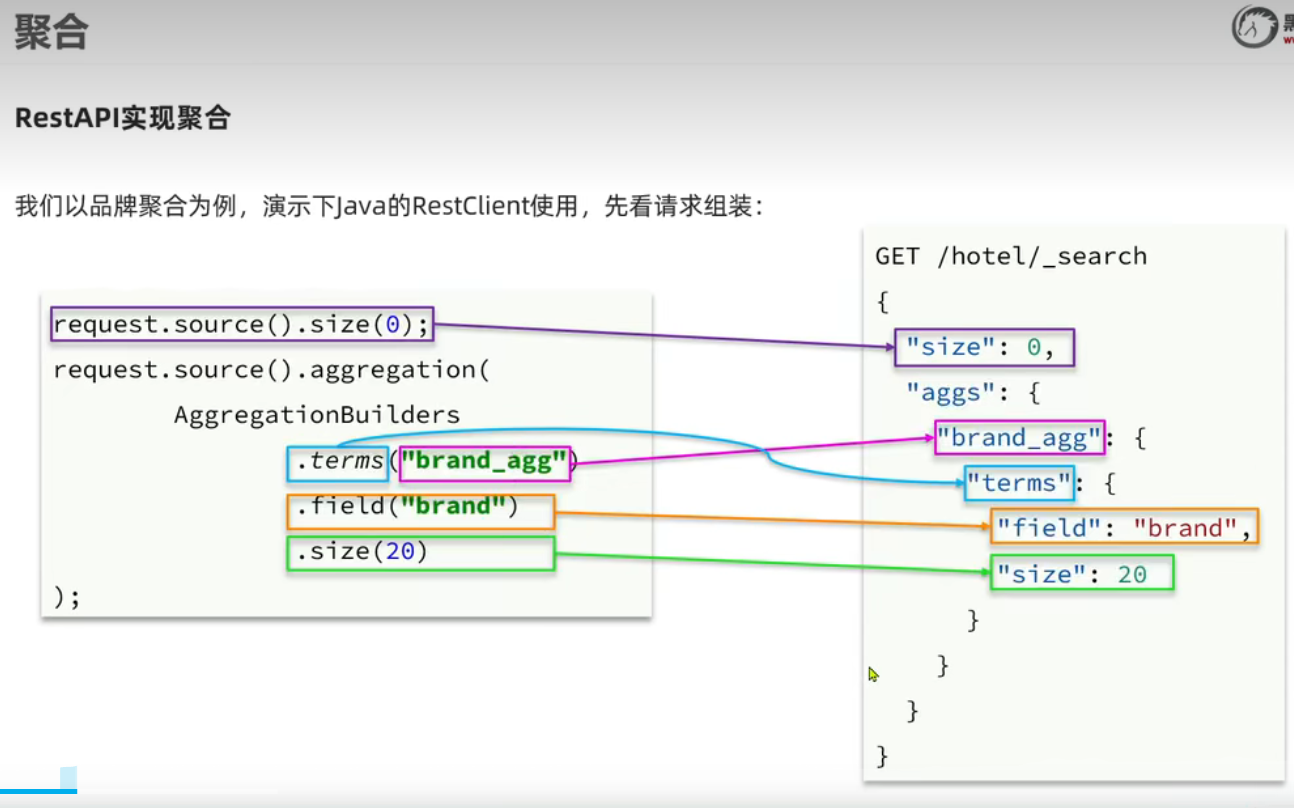 聚合
RestAPI实现聚合
我们以品牌聚合为例，演示下Java的RestClient使用，先看请求组装：
request.source().size(0);
request.source().aggregation(
AggregationBuilders
.terms("brand_agg")
.field("brand")
.size(20)
);
GET /hotel/_search
{
"size": 0,
"aggs": {
"brand_agg": {
"terms": {
"field": "brand",
"size": 20
}
}
}
}